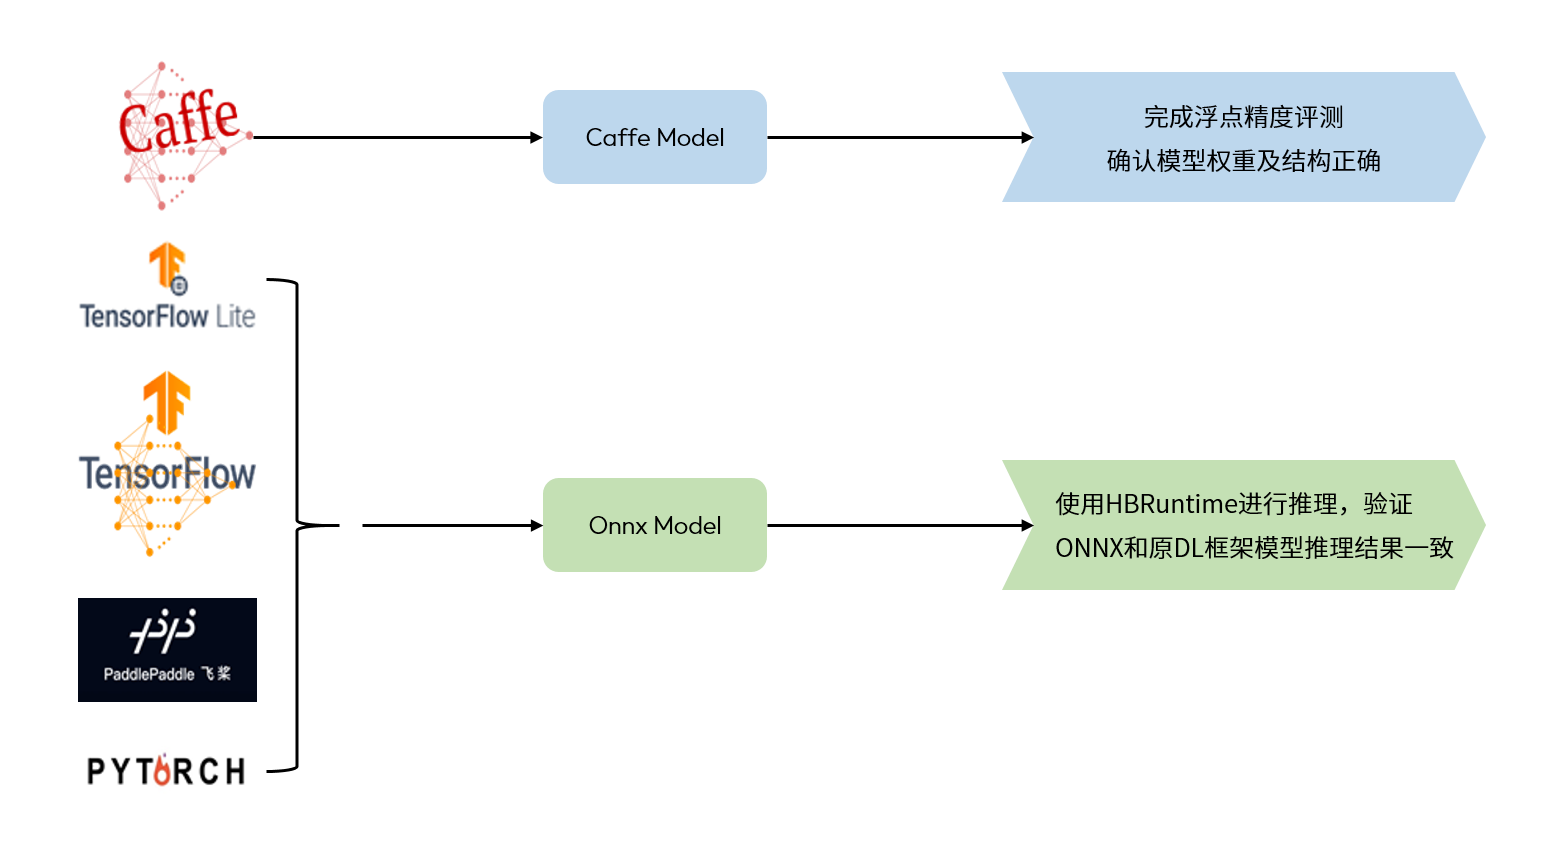 Caffe
Caffe Model
完成浮点精度评测
确认模型权重及结构正确
TensorFlow Lite
TensorFlow
Onnx Model
使用HBRuntime进行推理，验证
ONNX和原DL框架模型推理结果一致
PaddlePaddle 飞桨
PYTORCH